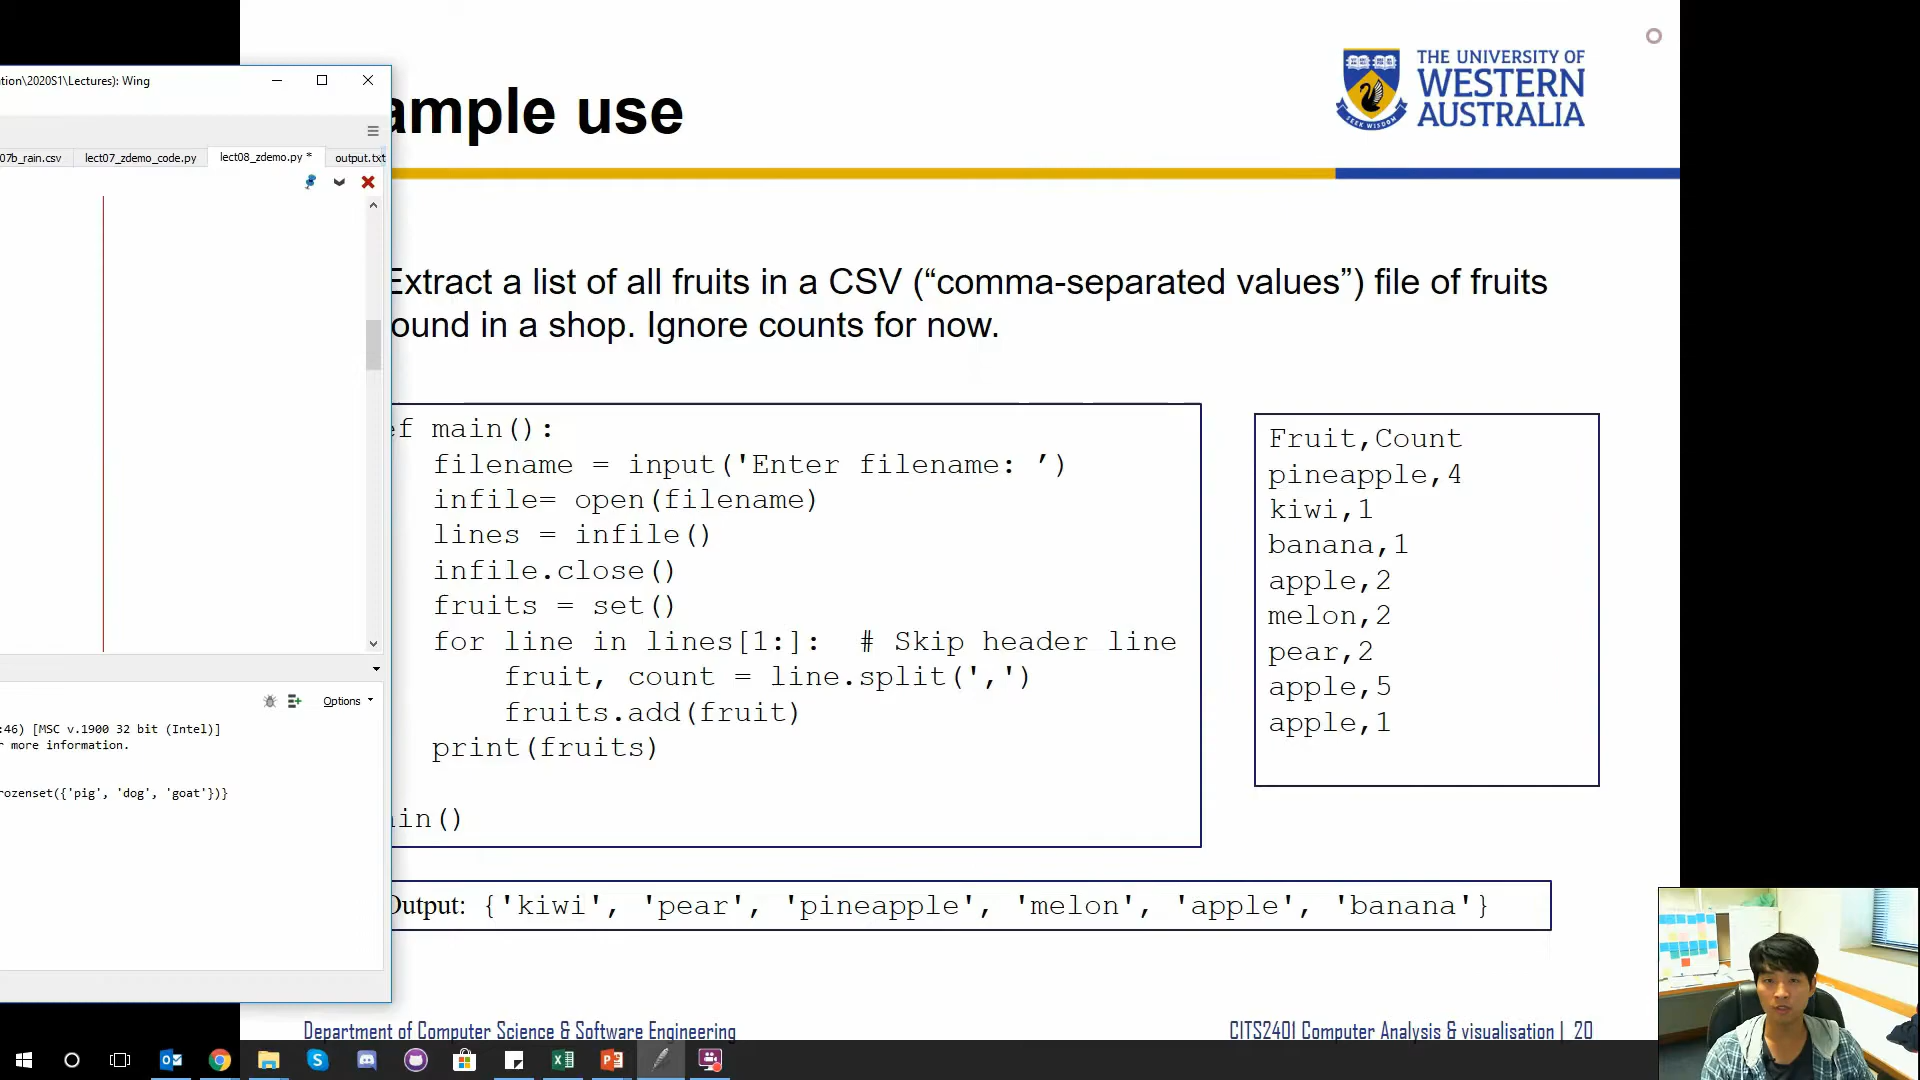 tion\2020S1\Lectures): Wing
07b_rain.csv
lect07_zdemo_code.py
lect08_zdemo.py *
output.txt
Options
:46) [MSC v.1900 32 bit (Intel)]
r more information.
rozenset({'pig', 'dog', 'goat'})}
ample use
THE UNIVERSITY OF
WESTERN
AUSTRALIA
SEEK WISDOM
Extract a list of all fruits in a CSV (“comma-separated values”) file of fruits
ound in a shop. Ignore counts for now.
ef main():
filename = input('Enter filename: ’)
infile= open(filename)
lines = infile()
infile.close()
fruits = set()
for line in lines[1:]:  # Skip header line
fruit, count = line.split(',')
fruits.add(fruit)
print(fruits)
ain()
Fruit,Count
pineapple,4
kiwi,1
banana,1
apple,2
melon,2
pear,2
apple,5
apple,1
Output: {'kiwi', 'pear', 'pineapple', 'melon', 'apple', 'banana'}
Department of Computer Science & Software Engineering
CITS2401 Computer Analysis & visualisation | 20